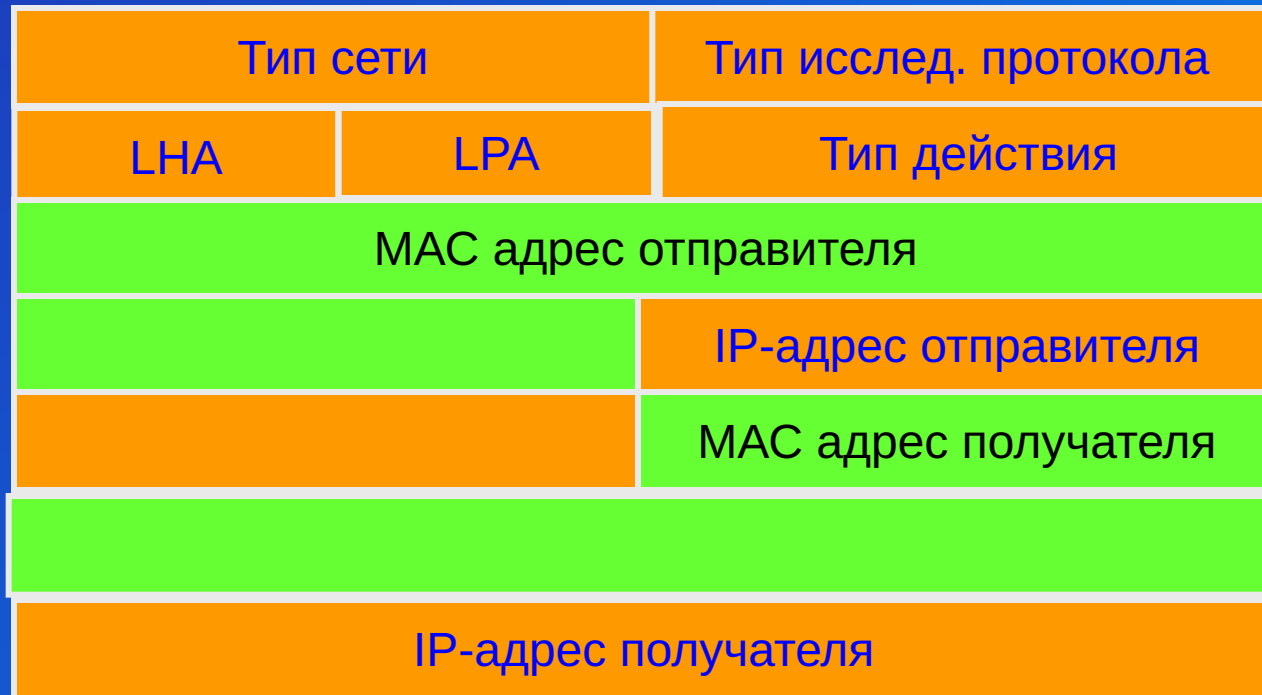 Тип сети
Тип исслед. протокола
LHA
LPA
Тип действия
MAC адрес отправителя
IP-адрес отправителя
MAC адрес получателя
IP-адрес получателя